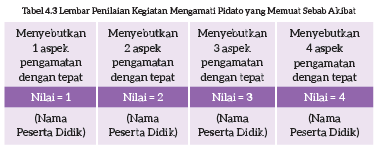 Tabel 4.3 Lembar Penilaian Kegiatan Mengamati Pidato yang Memuat Sebab Akibat
Menyebutkan 1 aspek pengamatan dengan tepat
Menyebutkan 2 aspek pengamatan dengan tepat
Menyebutkan 3 aspek pengamatan dengan tepat
Menyebutkan 4 aspek pengamatan dengan tepat
Nilai = 1
Nilai = 2
Nilai = 3
Nilai = 4
(Nama Peserta Didik)
(Nama Peserta Didik)
(Nama Peserta Didik)
(Nama Peserta Didik)